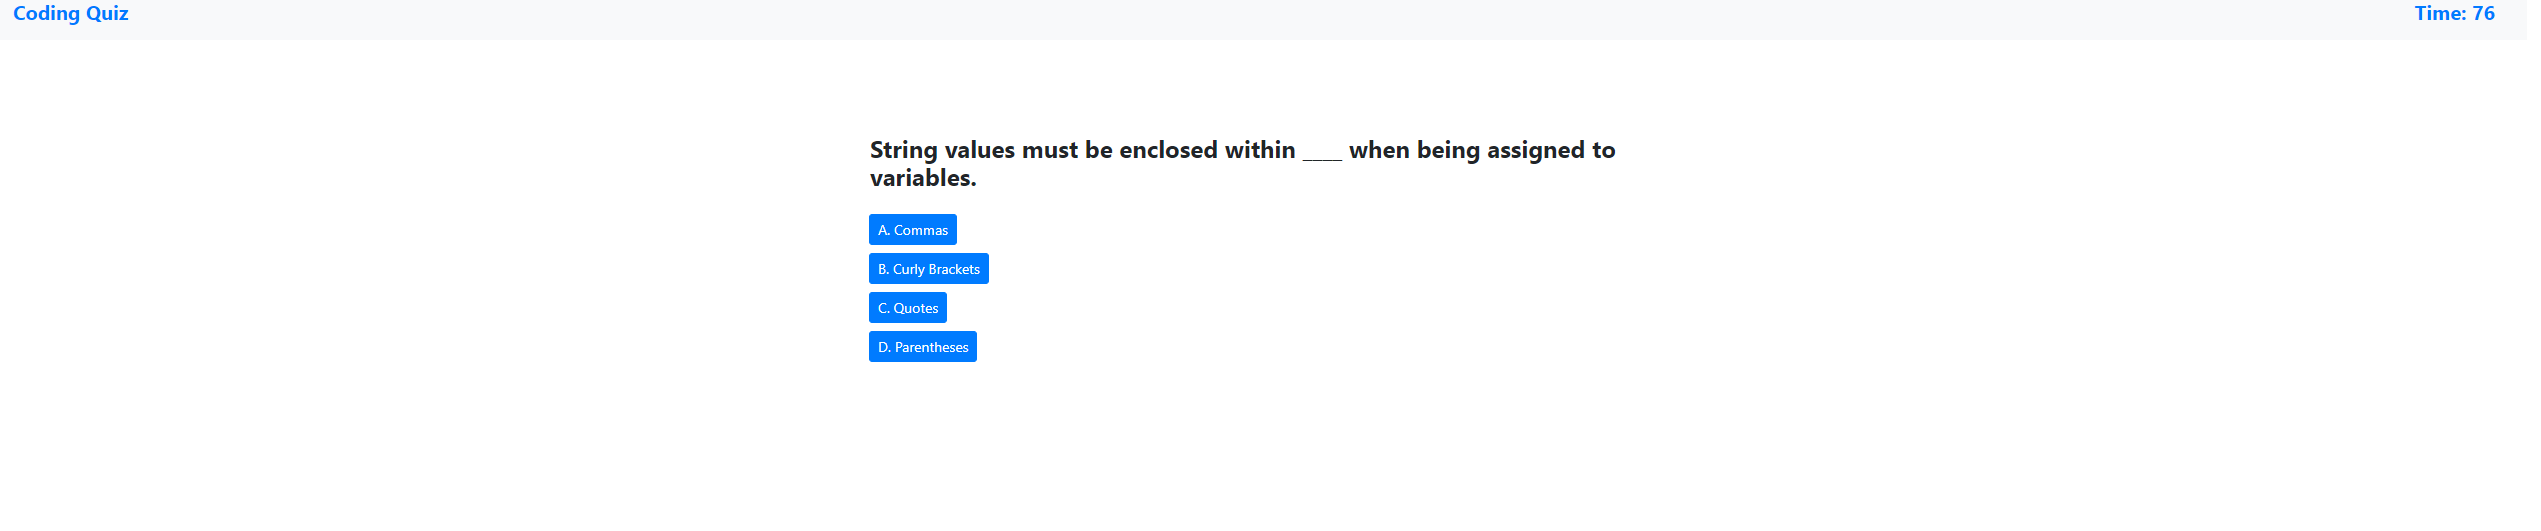 Coding Quiz
Time: 76
String values must be enclosed within ____ when being assigned to
variables.
A. Commas
B. Curly Brackets
C. Quotes
D. Parentheses